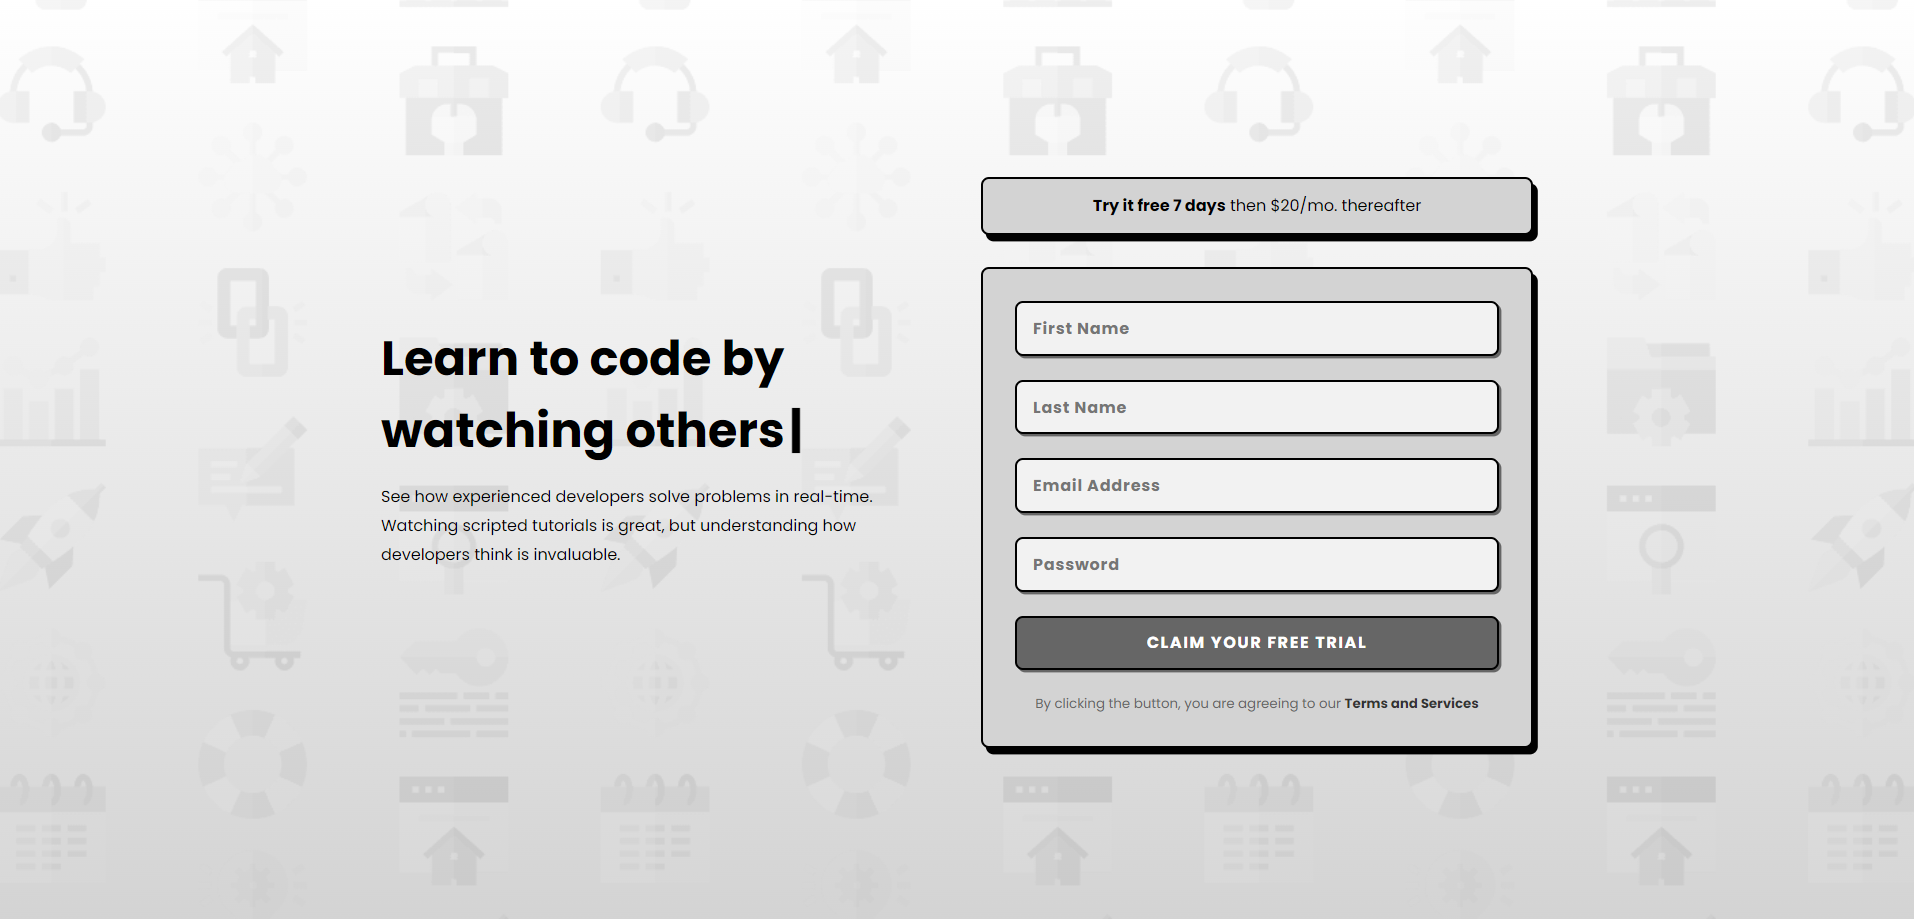 Learn to code by
watching others
See how experienced developers solve problems in real-time.
Watching scripted tutorials is great, but understanding how
developers think is invaluable.
Try it free 7 days then $20/mo. thereafter
First Name
Last Name
Email Address
Password
CLAIM YOUR FREE TRIAL
By clicking the button, you are agreeing to our Terms and Services